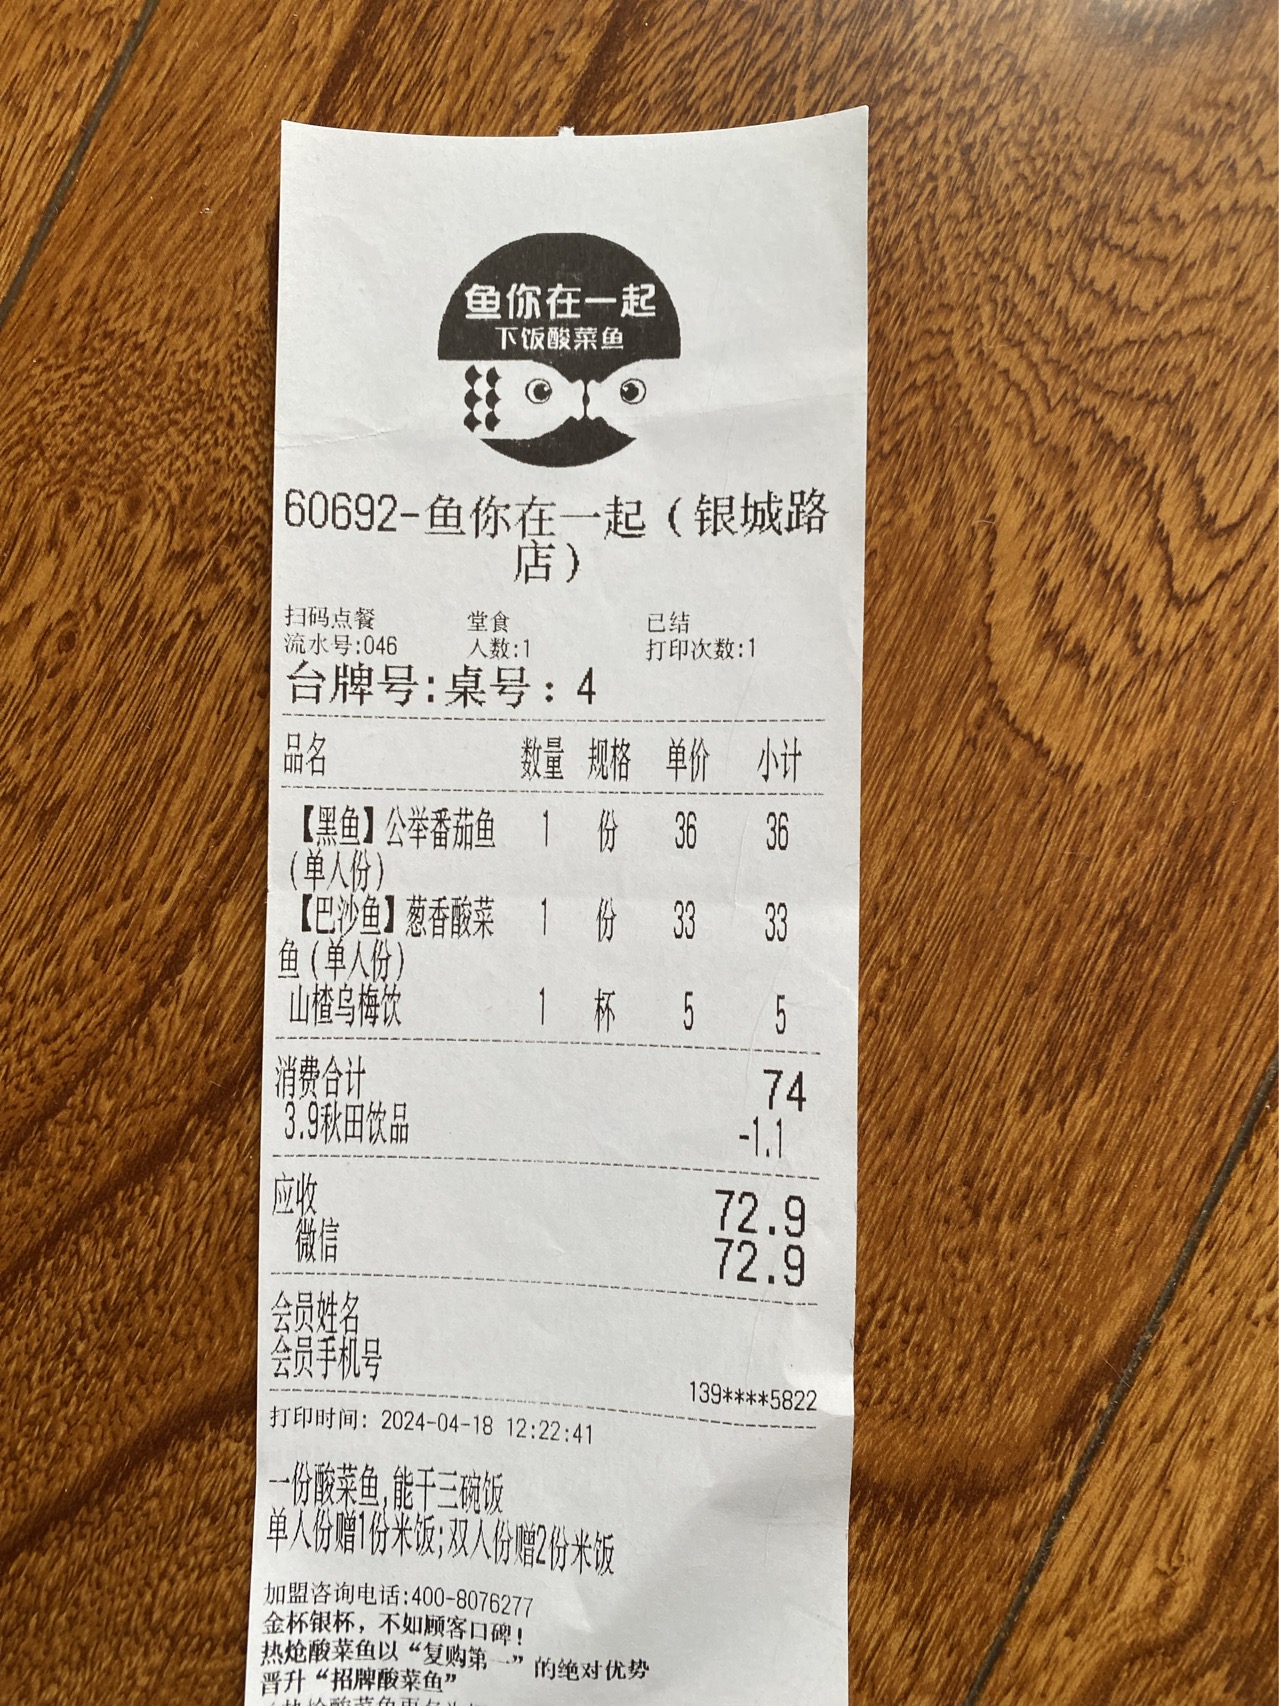 鱼你在一起
下饭酸菜鱼
60692-鱼你在一起（银城路
店）
扫码点餐 堂食 已结
流水号:046 人数:1 打印次数:1
台牌号:桌号：4
品名 数量 规格 单价 小计
【黑鱼】公举番茄鱼 1 份 36 36
(单人份)
【巴沙鱼】葱香酸菜 1 份 33 33
鱼(单人份)
山楂乌梅饮 1 杯 5 5
消费合计 74
3.9秋田饮品 -1.1
应收 72.9
微信 72.9
会员姓名
会员手机号
139****5822
打印时间: 2024-04-18 12:22:41
一份酸菜鱼,能干三碗饭
单人份赠1份米饭;双人份赠2份米饭
加盟咨询电话:400-8076277
金杯银杯，不如顾客口碑！
热烩酸菜鱼以“复购第一”的绝对优势
晋升“招牌酸菜鱼”